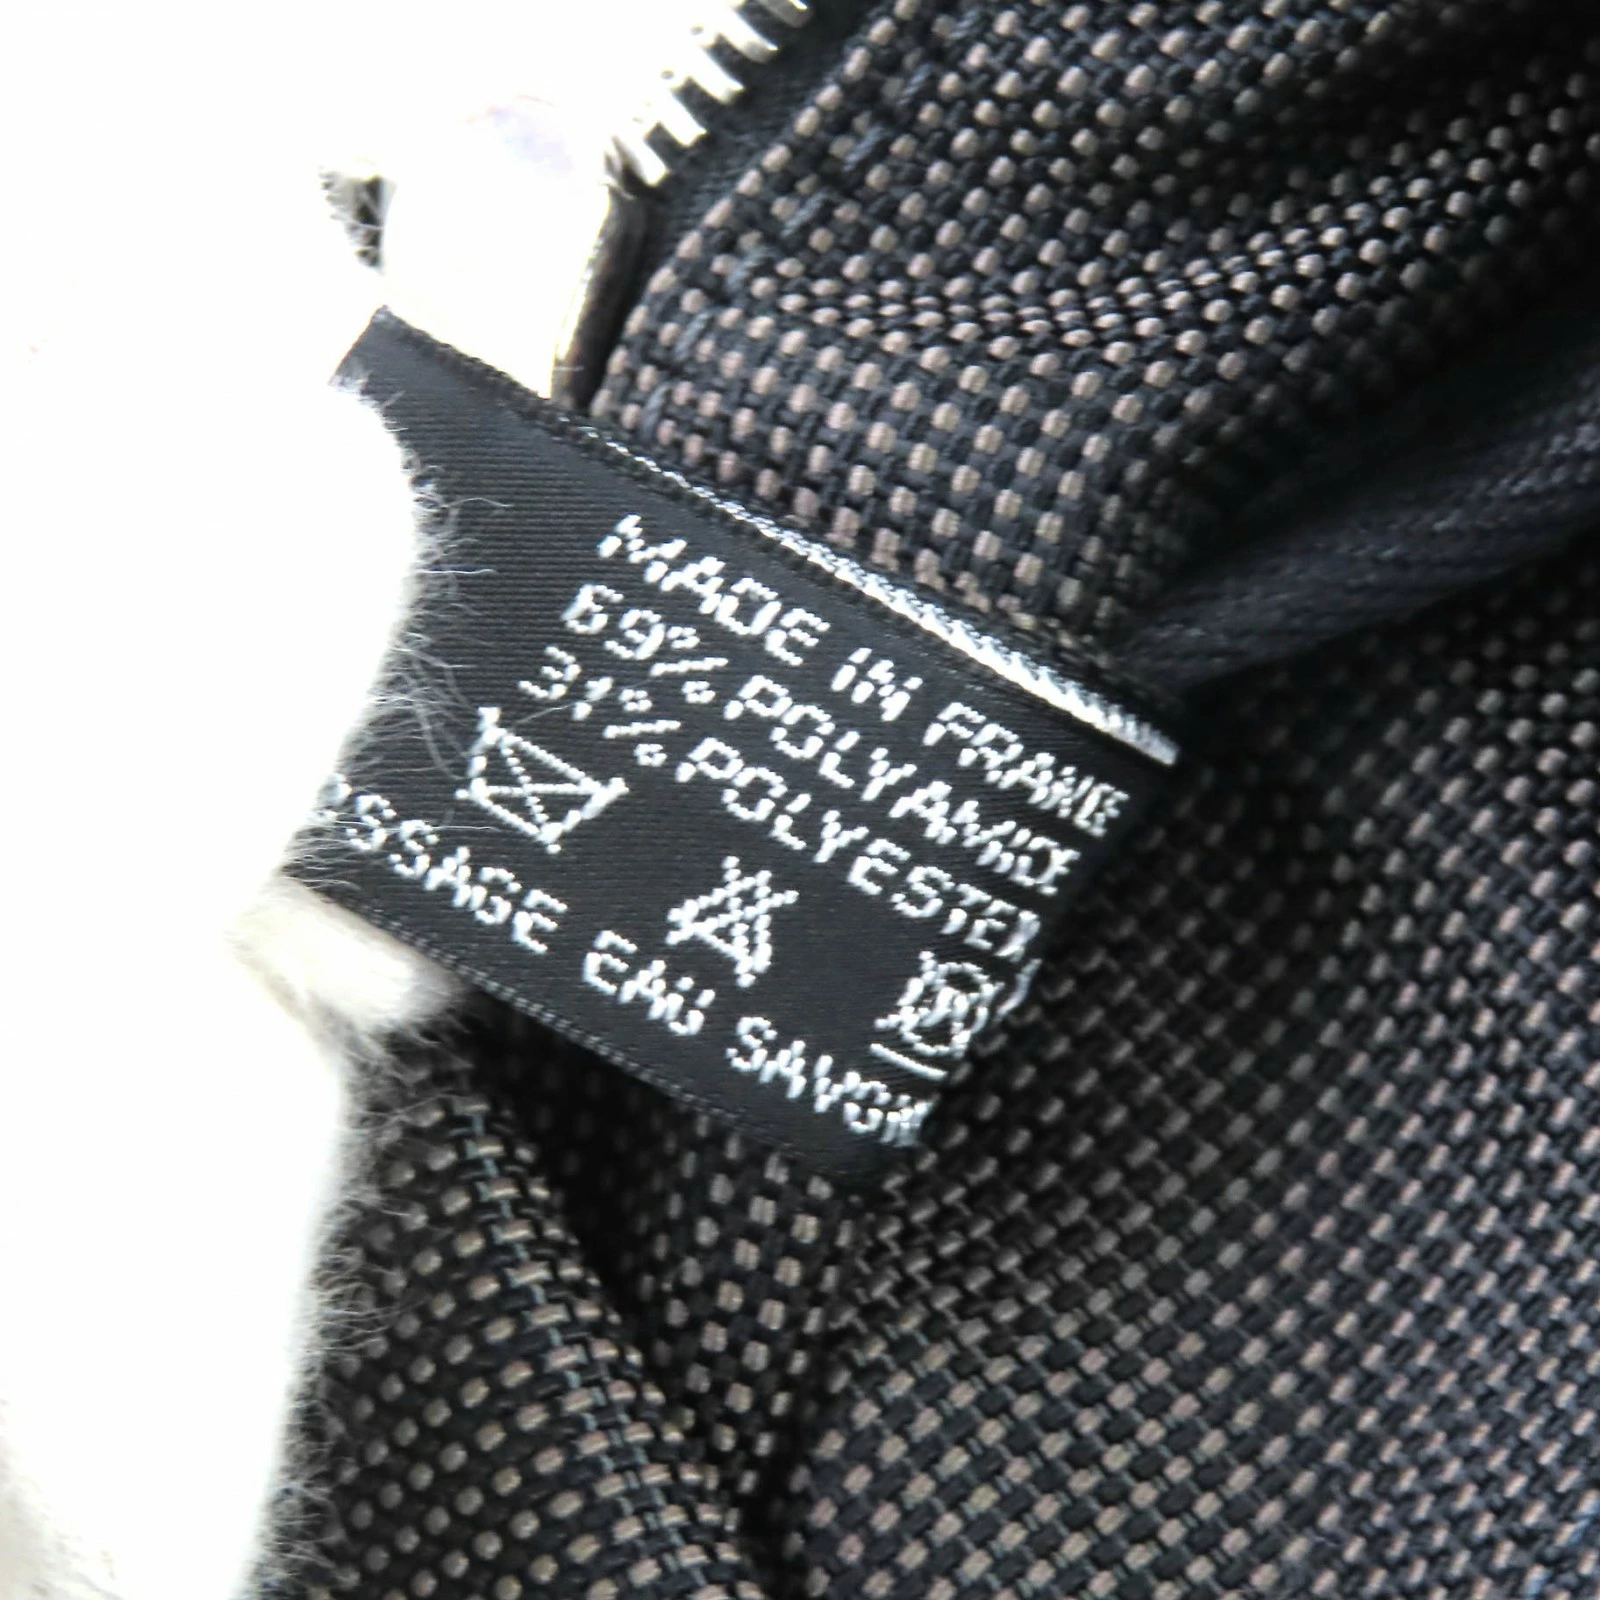 MADE IN FRANCE
69% POLYAMIDE
31% POLYESTER
SSAGE EAU SAVON